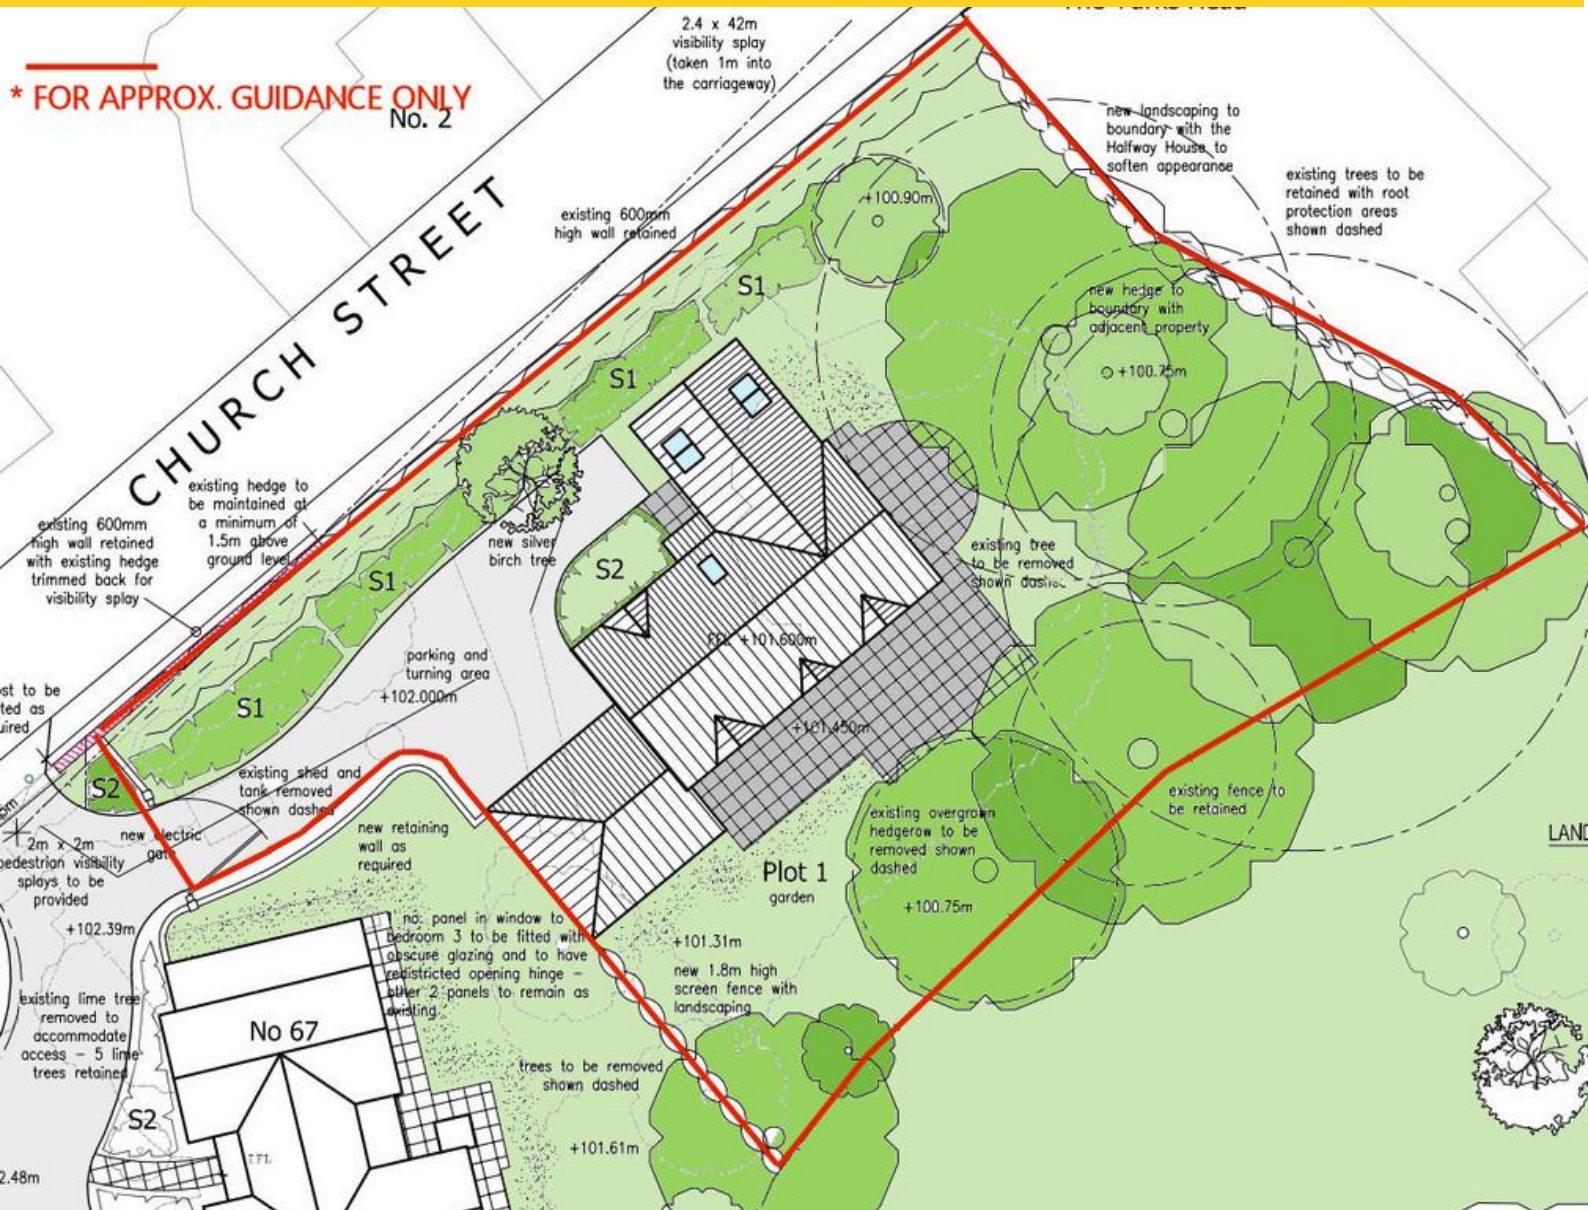 * FOR APPROX. GUIDANCE ONLY
No. 2
2.4 x 42m
visibility splay
(taken 1m into
the carriageway)
new landscaping to
boundary with the
Halfway House to
soften appearance
existing trees to be
retained with root
protection areas
shown dashed
CHURCH STREET
existing 600mm
high wall retained
+100.90m
S1
new hedge to
boundary with
adjacent property
+100.75m
S1
existing hedge to
be maintained at
a minimum of
1.5m above
ground level
existing 600mm
high wall retained
with existing hedge
trimmed back for
visibility splay
new silver
birch tree
S1
S2
existing tree
to be removed
shown
FFL +101.600m
parking and
turning area
+102.000m
S1
+101.450m
to be
S2
existing shed and
tank removed
shown dashed
new electric
gate
2m x 2m
pedestrian visibility
splays to be
provided
+102.39m
new retaining
wall as
required
existing overgrown
hedgerow to be
removed shown
dashed
existing fence to
be retained
LAND
Plot 1
garden
+100.75m
no. panel in window to
bedroom 3 to be fitted with
obscure glazing and to have
redistricted opening hinge -
other 2 panels to remain as
existing
+101.31m
new 1.8m high
screen fence with
landscaping
existing lime tree
removed to
accommodate
access - 5 lime
trees retained
No 67
trees to be removed
shown dashed
S2
+101.61m
2.48m